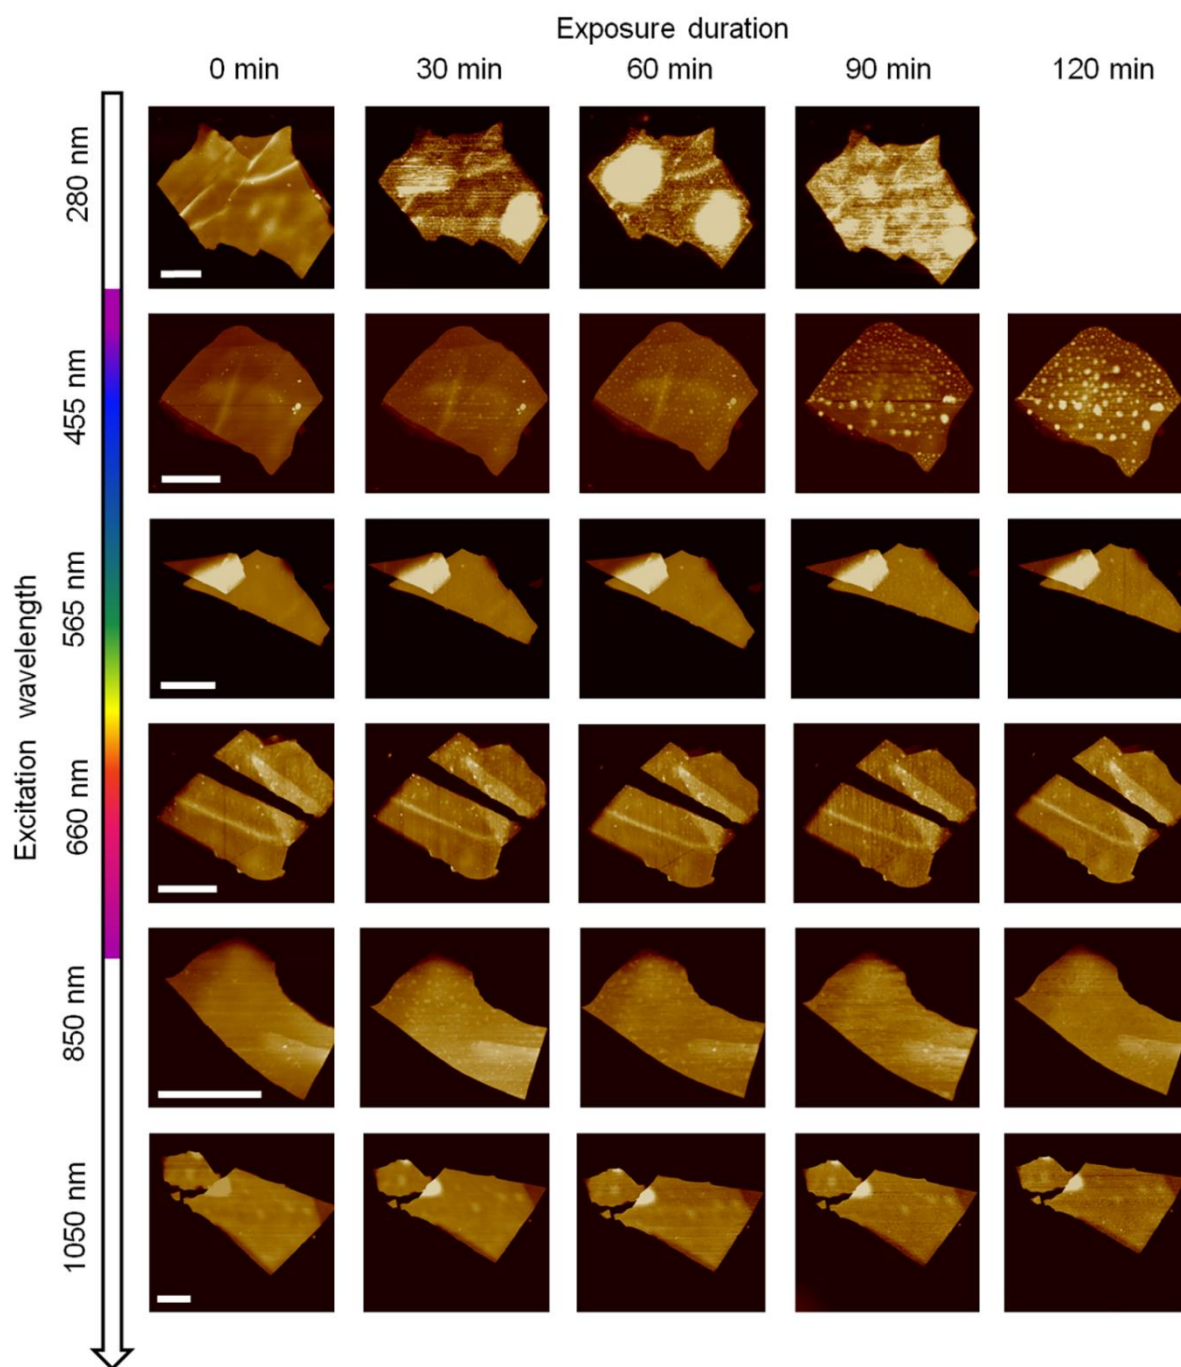 Exposure duration
0 min 30 min 60 min 90 min 120 min
Excitation wavelength
280 nm
455 nm
565 nm
660 nm
850 nm
1050 nm